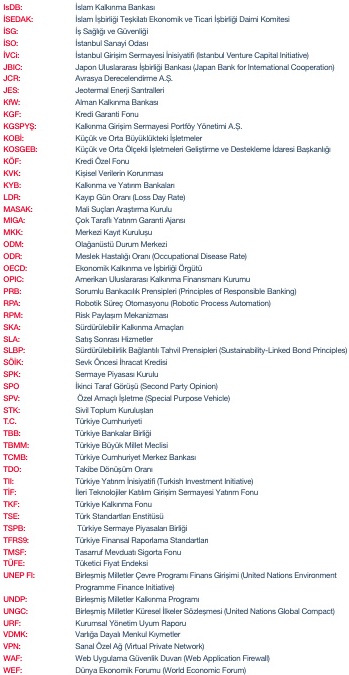 IsDB: İslam Kalkınma Bankası
İSEDAK: İslam İşbirliği Teşkilatı Ekonomik ve Ticari İşbirliği Daimi Komitesi
İSG: İş Sağlığı ve Güvenliği
İSO: İstanbul Sanayi Odası
İVCi: İstanbul Girişim Sermayesi İnisiyatifi (Istanbul Venture Capital Initiative)
JBIC: Japon Uluslararası İşbirliği Bankası (Japan Bank for International Cooperation)
JCR: Avrasya Derecelendirme A.Ş.
JES: Jeotermal Enerji Santralleri
KfW: Alman Kalkınma Bankası
KGF: Kredi Garanti Fonu
KGSPYŞ: Kalkınma Girişim Sermayesi Portföy Yönetimi A.Ş.
KOBİ: Küçük ve Orta Büyüklükteki İşletmeler
KOSGEB: Küçük ve Orta Ölçekli İşletmeleri Geliştirme ve Destekleme İdaresi Başkanlığı
KÖF: Kredi Özel Fonu
KVK: Kişisel Verilerin Korunması
KYB: Kalkınma ve Yatırım Bankaları
LDR: Kayıp Gün Oranı (Loss Day Rate)
MASAK: Mali Suçları Araştırma Kurulu
MIGA: Çok Taraflı Yatırım Garanti Ajansı
MKK: Merkezi Kayıt Kuruluşu
ODM: Olağanüstü Durum Merkezi
ODR: Meslek Hastalığı Oranı (Occupational Disease Rate)
OECD: Ekonomik Kalkınma ve İşbirliği Örgütü
OPIC: Amerikan Uluslararası Kalkınma Finansmanı Kurumu
PRB: Sorumlu Bankacılık Prensipleri (Principles of Responsible Banking)
RPA: Robotik Süreç Otomasyonu (Robotic Process Automation)
RPM: Risk Paylaşım Mekanizması
SKA: Sürdürülebilir Kalkınma Amaçları
SLA: Satış Sonrası Hizmetler
SLBP: Sürdürülebilirlik Bağlantılı Tahvil Prensipleri (Sustainability-Linked Bond Principles)
SÖİK: Sevk Öncesi İhracat Kredisi
SPK: Sermaye Piyasası Kurulu
SPO İkinci Taraf Görüşü (Second Party Opinion)
SPV: Özel Amaçlı İşletme (Special Purpose Vehicle)
STK: Sivil Toplum Kuruluşları
T.C. Türkiye Cumhuriyeti
TBB: Türkiye Bankalar Birliği
TBMM: Türkiye Büyük Millet Meclisi
TCMB: Türkiye Cumhuriyet Merkez Bankası
TDO: Takibe Dönüşüm Oranı
TII: Türkiye Yatırım İnisiyatifi (Turkish Investment Initiative)
TİF: İleri Teknolojiler Katılım Girişim Sermayesi Yatırım Fonu
TKF: Türkiye Kalkınma Fonu
TSE: Türk Standartları Enstitüsü
TSPB: Türkiye Sermaye Piyasaları Birliği
TFRS9: Türkiye Finansal Raporlama Standartları
TMSF: Tasarruf Mevduatı Sigorta Fonu
TÜFE: Tüketici Fiyat Endeksi
UNEP FI: Birleşmiş Milletler Çevre Programı Finans Girişimi (United Nations Environment
Programme Finance Initiative)
UNDP: Birleşmiş Milletler Kalkınma Programı
UNGC: Birleşmiş Milletler Küresel İlkeler Sözleşmesi (United Nations Global Compact)
URF: Kurumsal Yönetim Uyum Raporu
VDMK: Varlığa Dayalı Menkul Kıymetler
VPN: Sanal Özel Ağ (Virtual Private Network)
WAF: Web Uygulama Güvenlik Duvarı (Web Application Firewall)
WEF: Dünya Ekonomik Forumu (World Economic Forum)